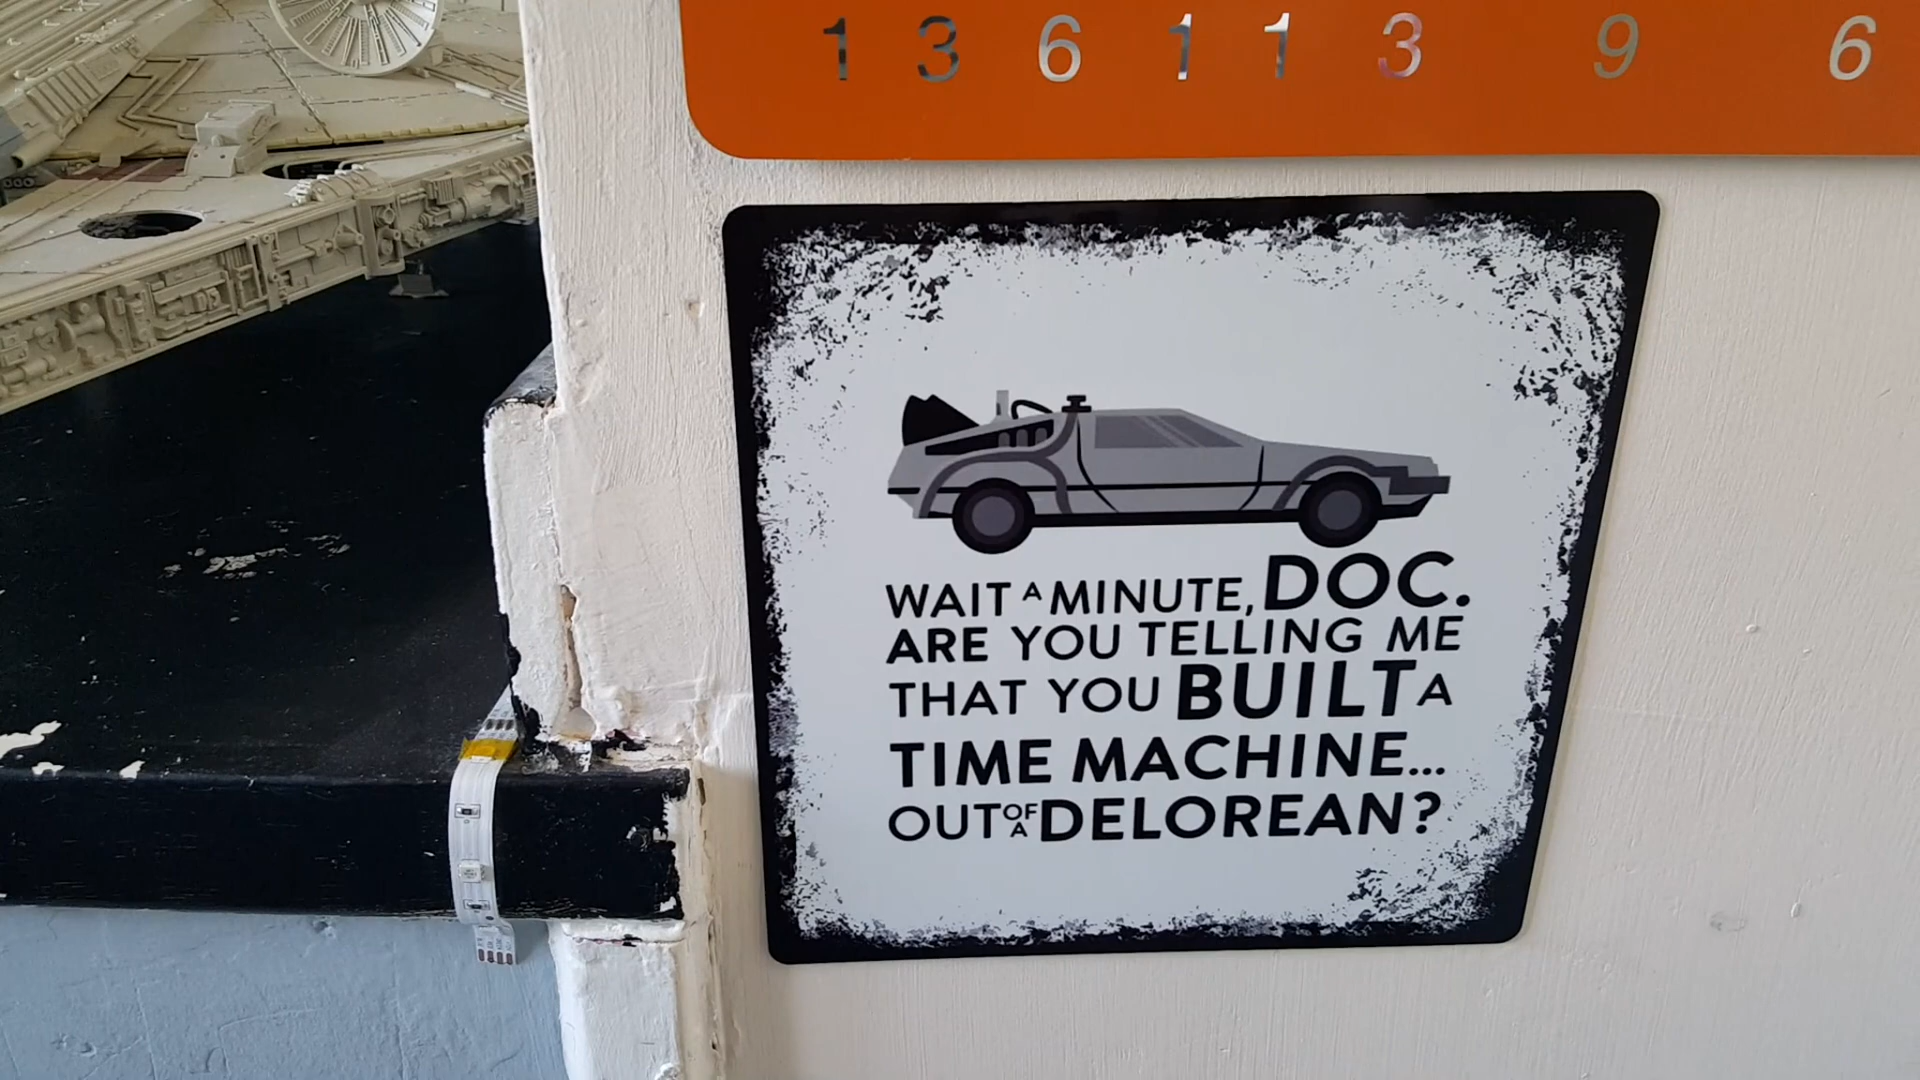 1 3 6 1 1 3 9 6
WAIT A MINUTE, DOC.
ARE YOU TELLING ME
THAT YOU BUILT A
TIME MACHINE...
OUT OF A DELOREAN?